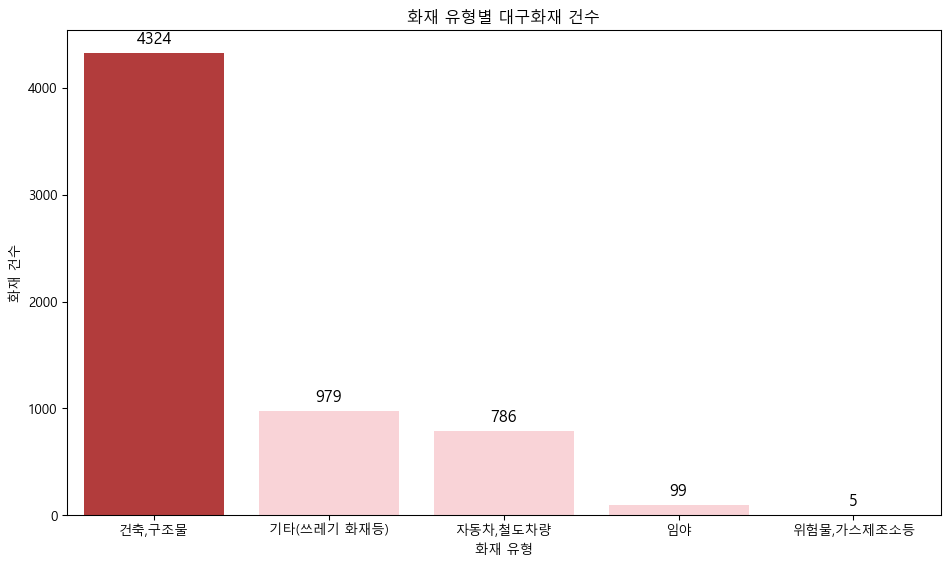 화재 유형별 대구화재 건수
4324
4000
3000
화재 건수
2000
979
1000
786
99
5
0
건축,구조물
기타(쓰레기 화재등)
자동차,철도차량
임야
위험물,가스제조소등
화재 유형